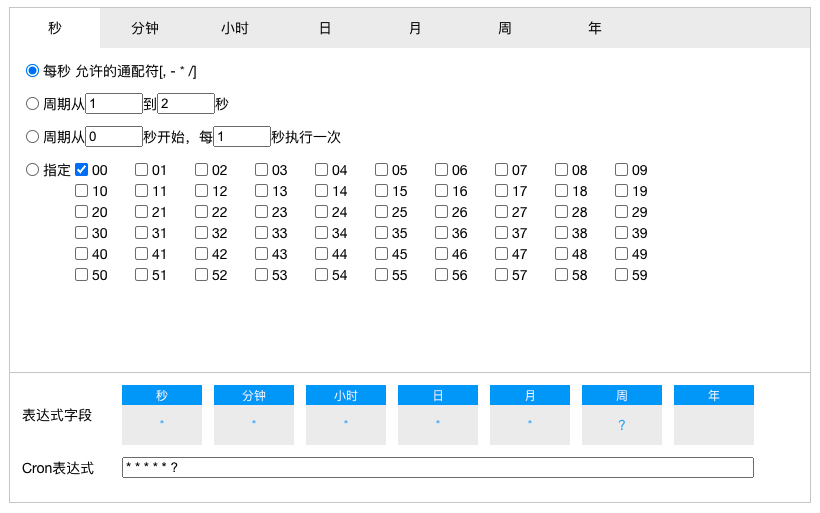 秒 分钟 小时 日 月 周 年
每秒 允许的通配符[, - * /]
周期从 1 到 2 秒
周期从 0 秒开始，每 1 秒执行一次
指定 00 01 02 03 04 05 06 07 08 09
10 11 12 13 14 15 16 17 18 19
20 21 22 23 24 25 26 27 28 29
30 31 32 33 34 35 36 37 38 39
40 41 42 43 44 45 46 47 48 49
50 51 52 53 54 55 56 57 58 59
秒 分钟 小时 日 月 周 年
表达式字段 * * * * * ?
Cron表达式 * * * * * ?